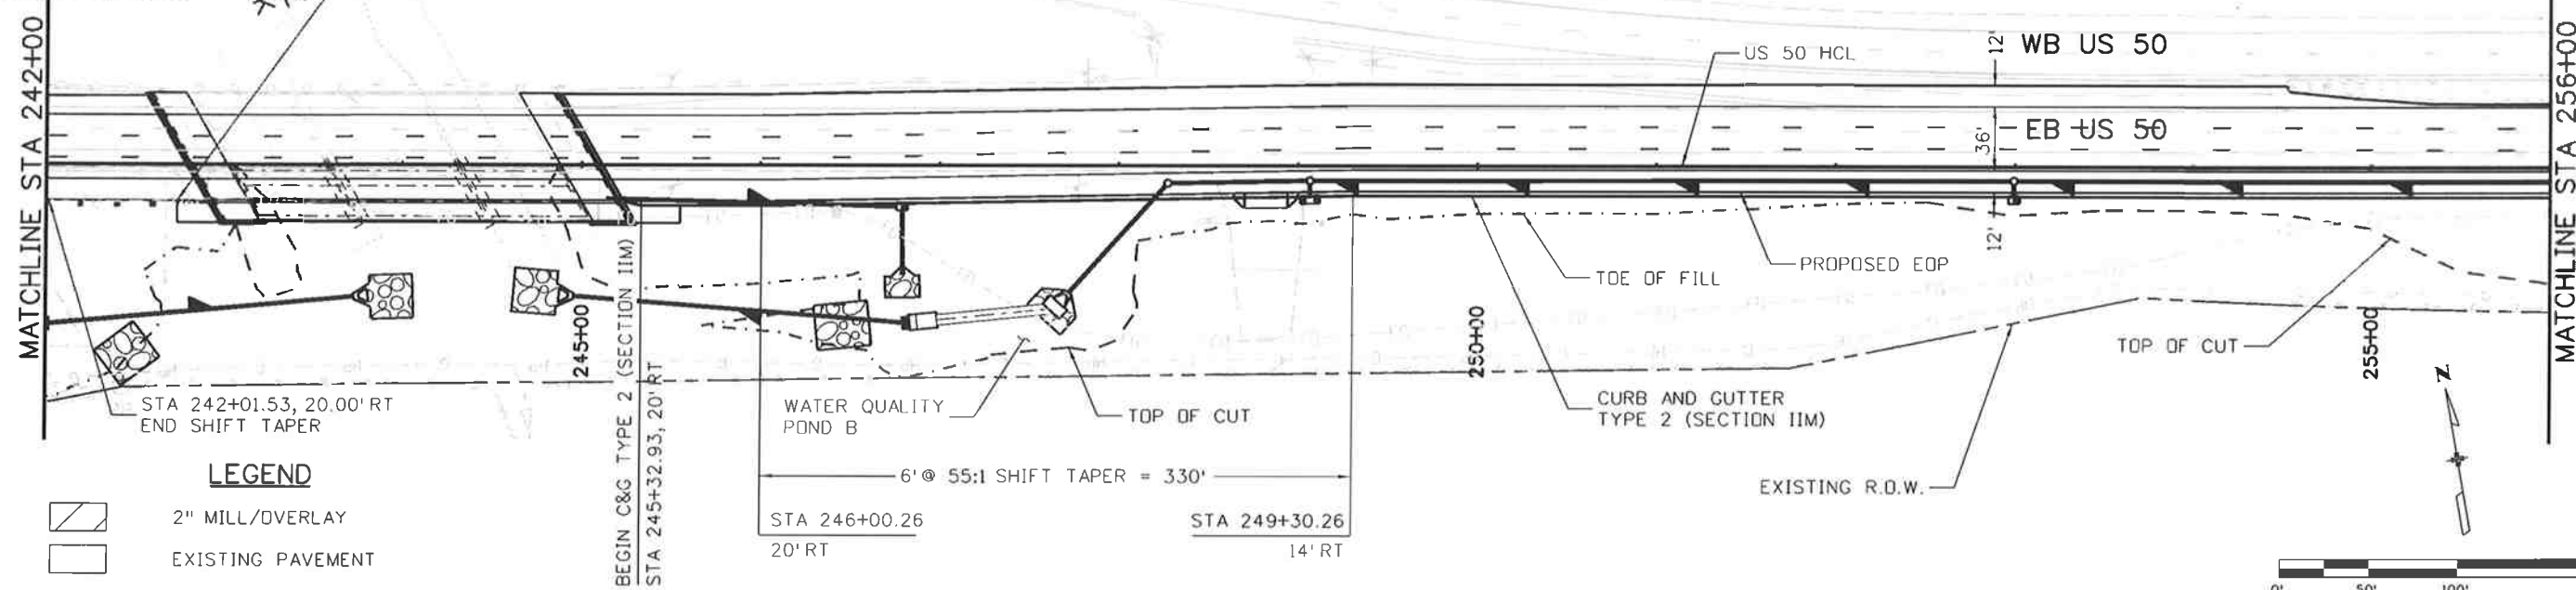 MATCHLINE STA 242+00
US 50 HCL
12'
WB US 50
36'
EB US 50
12'
MATCHLINE STA 256+00
TOE OF FILL
PROPOSED EOP
245+00
250+00
255+00
TOP OF CUT
STA 242+01.53, 20.00' RT
END SHIFT TAPER
BEGIN C&G TYPE 2 (SECTION IIM)
STA 245+32.93, 20' RT
WATER QUALITY
POND B
TOP OF CUT
CURB AND GUTTER
TYPE 2 (SECTION IIM)
6' @ 55:1 SHIFT TAPER = 330'
EXISTING R.O.W.
N
STA 246+00.26
20' RT
STA 249+30.26
14' RT
LEGEND
2" MILL/OVERLAY
EXISTING PAVEMENT
0' 50' 100'